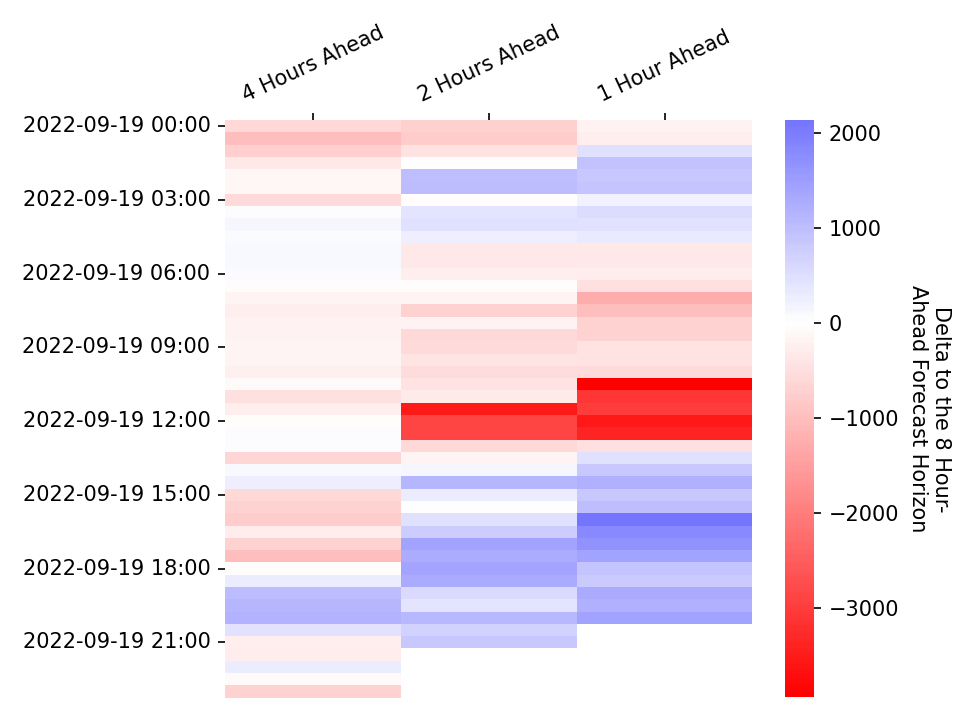 4 Hours Ahead
2 Hours Ahead
1 Hour Ahead
2022-09-19 00:00
2022-09-19 03:00
2022-09-19 06:00
2022-09-19 09:00
2022-09-19 12:00
2022-09-19 15:00
2022-09-19 18:00
2022-09-19 21:00
2000
1000
0
−1000
−2000
−3000
Delta to the 8 Hour-
Ahead Forecast Horizon